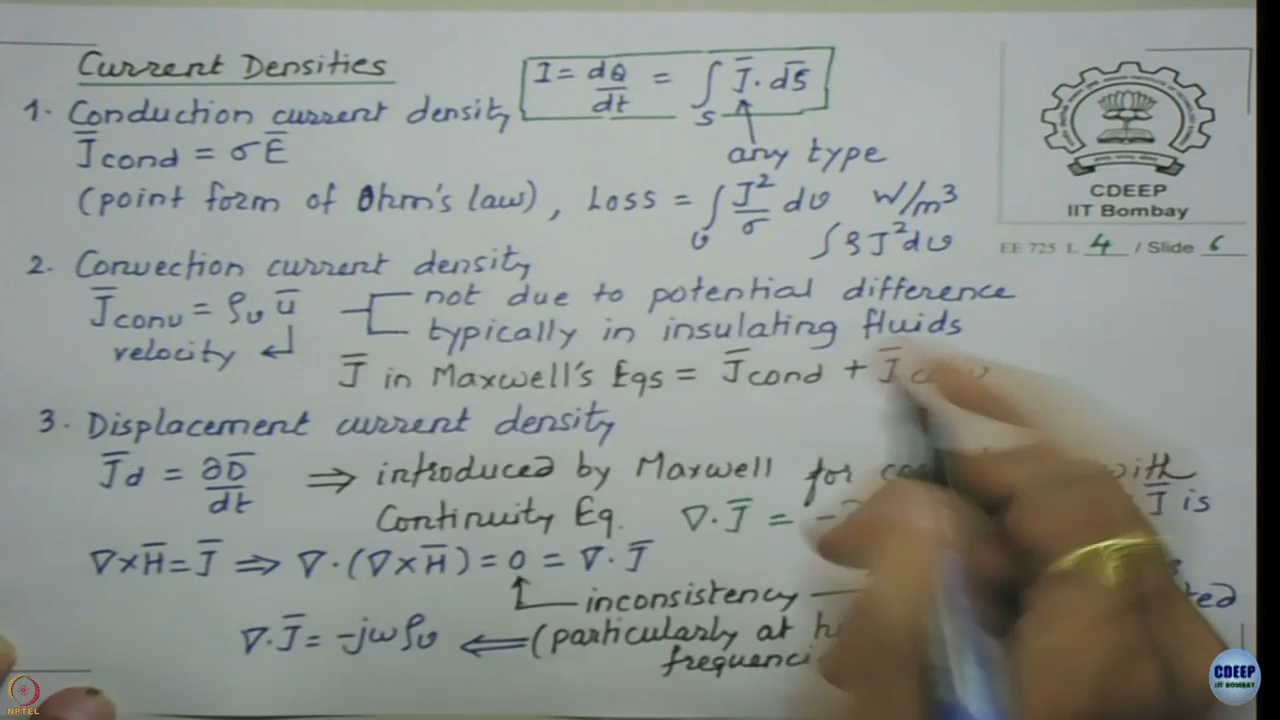 Current Densities
I = dQ/dt = ∫_S J̄ · dS̄
any type
1. Conduction current density
J̄cond = σĒ
(point form of Ohm's law), Loss = ∫_v J²/σ dv W/m³
∫ρJ²dv
CDEEP
IIT Bombay
EE 725 L 4 / Slide 6
2. Convection current density
J̄conv = ρv ū
velocity
not due to potential difference
typically in insulating fluids
J̄ in Maxwell's Eqs = J̄cond + J̄
3. Displacement current density
J̄d = ∂D̄/dt ⇒ introduced by Maxwell for with
Continuity Eq. ∇·J̄ = - J̄ is
∇×H̄ = J̄ ⇒ ∇·(∇×H̄) = 0 = ∇·J̄
inconsistency
∇·J̄ = -jωρv ⇐ (particularly at
NPTEL
CDEEP
IIT BOMBAY